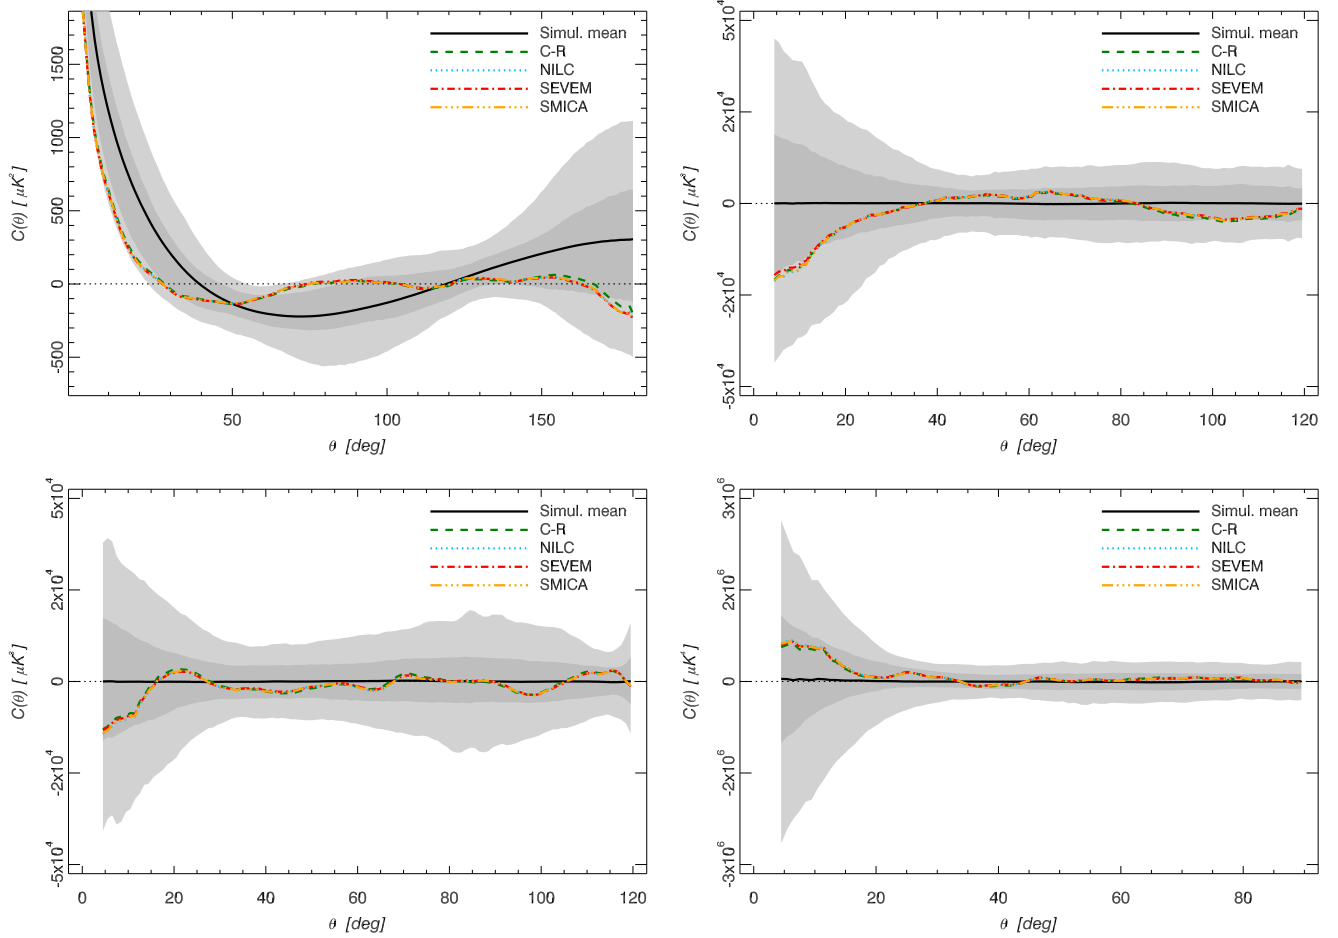 Simul. mean
C-R
NILC
SEVEM
SMICA
C(θ) [ μK² ]
1500
1000
500
0
-500
50
100
150
θ [deg]
Simul. mean
C-R
NILC
SEVEM
SMICA
C(θ) [ μK³ ]
5x10⁴
2x10⁴
0
-2x10⁴
-5x10⁴
0
20
40
60
80
100
120
θ [deg]
Simul. mean
C-R
NILC
SEVEM
SMICA
C(θ) [ μK³ ]
5x10⁴
2x10⁴
0
-2x10⁴
-5x10⁴
0
20
40
60
80
100
120
θ [deg]
Simul. mean
C-R
NILC
SEVEM
SMICA
C(θ) [ μK⁴ ]
3x10⁶
2x10⁶
0
-2x10⁶
-3x10⁶
0
20
40
60
80
θ [deg]